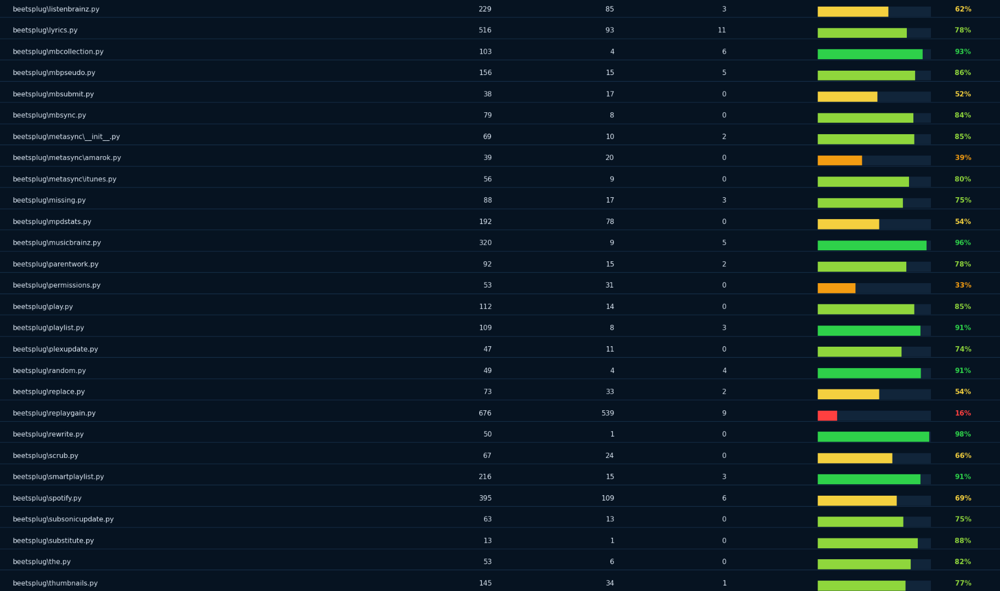 beetsplug\listenbrainz.py 229 85 3 62%
beetsplug\lyrics.py 516 93 11 78%
beetsplug\mbcollection.py 103 4 6 93%
beetsplug\mbpseudo.py 156 15 5 86%
beetsplug\mbsubmit.py 38 17 0 52%
beetsplug\mbsync.py 79 8 0 84%
beetsplug\metasync\__init__.py 69 10 2 85%
beetsplug\metasync\amarok.py 39 20 0 39%
beetsplug\metasync\itunes.py 56 9 0 80%
beetsplug\missing.py 88 17 3 75%
beetsplug\mpdstats.py 192 78 0 54%
beetsplug\musicbrainz.py 320 9 5 96%
beetsplug\parentwork.py 92 15 2 78%
beetsplug\permissions.py 53 31 0 33%
beetsplug\play.py 112 14 0 85%
beetsplug\playlist.py 109 8 3 91%
beetsplug\plexupdate.py 47 11 0 74%
beetsplug\random.py 49 4 4 91%
beetsplug\replace.py 73 33 2 54%
beetsplug\replaygain.py 676 539 9 16%
beetsplug\rewrite.py 50 1 0 98%
beetsplug\scrub.py 67 24 0 66%
beetsplug\smartplaylist.py 216 15 3 91%
beetsplug\spotify.py 395 109 6 69%
beetsplug\subsonicupdate.py 63 13 0 75%
beetsplug\substitute.py 13 1 0 88%
beetsplug\the.py 53 6 0 82%
beetsplug\thumbnails.py 145 34 1 77%